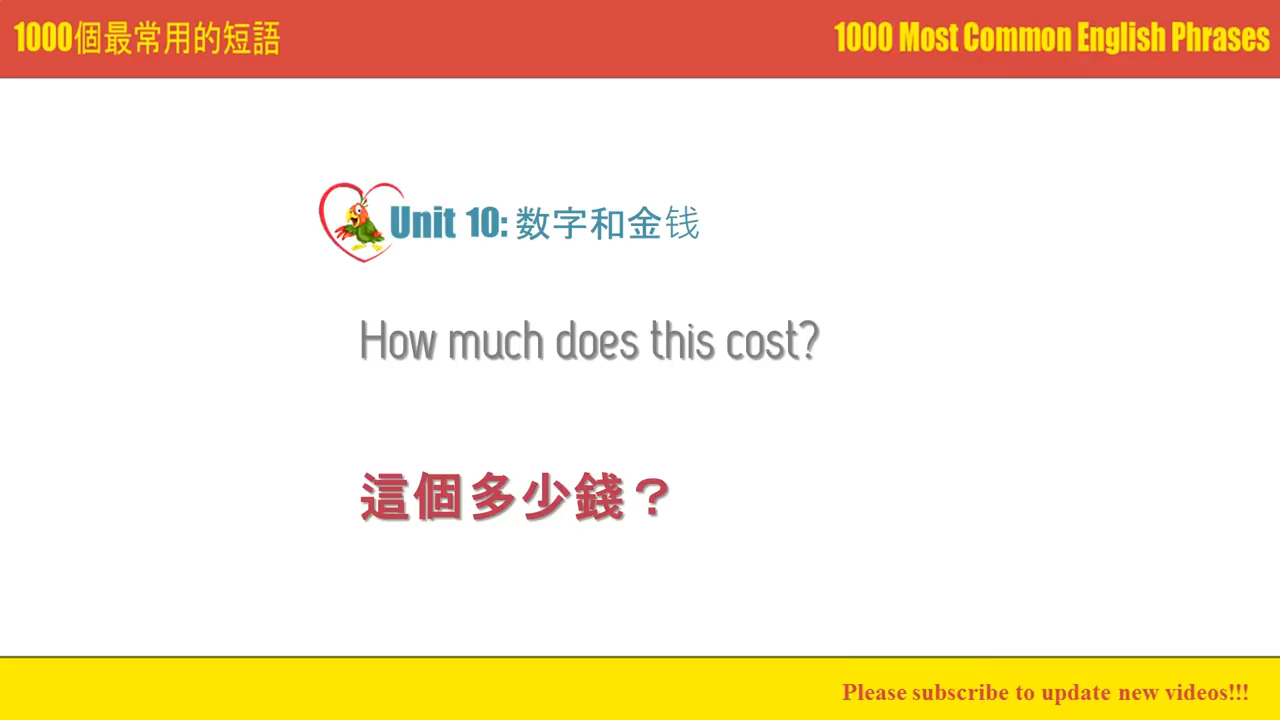 1000個最常用的短語
1000 Most Common English Phrases
Unit 10: 数字和金钱
How much does this cost?
這個多少錢？
Please subscribe to update new videos!!!